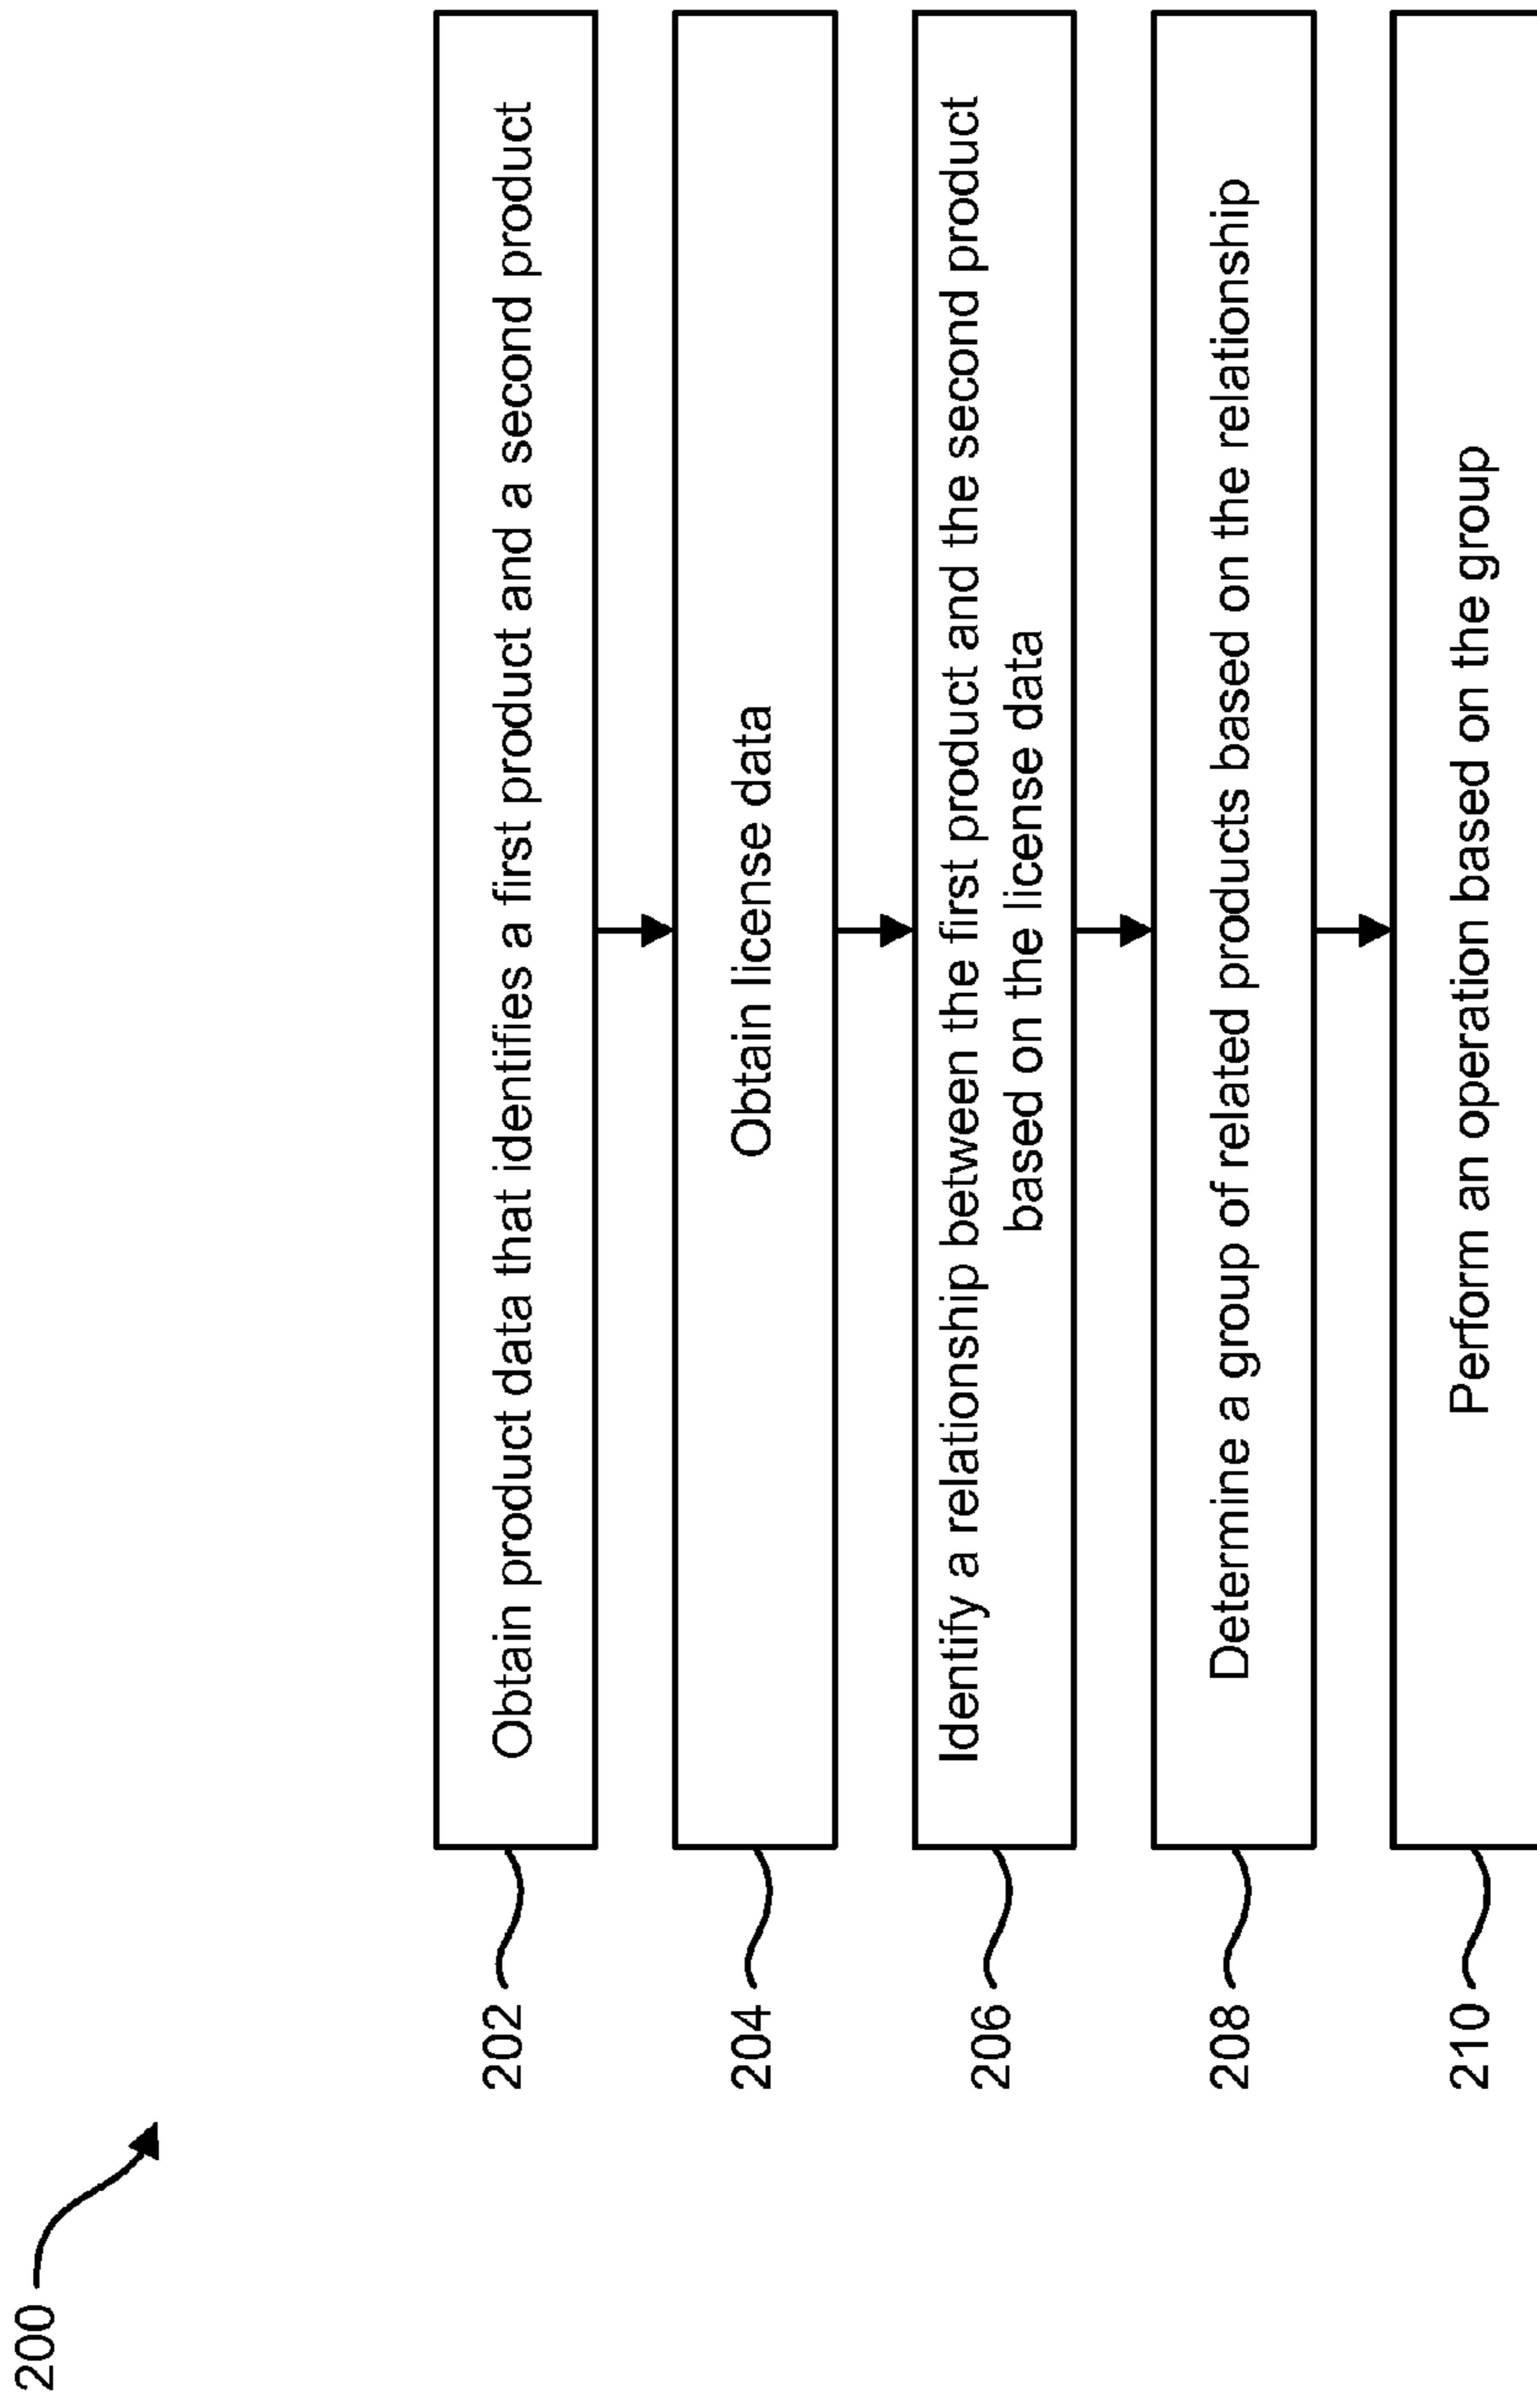 200
202
Obtain product data that identifies a first product and a second product
204
Obtain license data
206
Identify a relationship between the first product and the second product
based on the license data
208
Determine a group of related products based on the relationship
210
Perform an operation based on the group